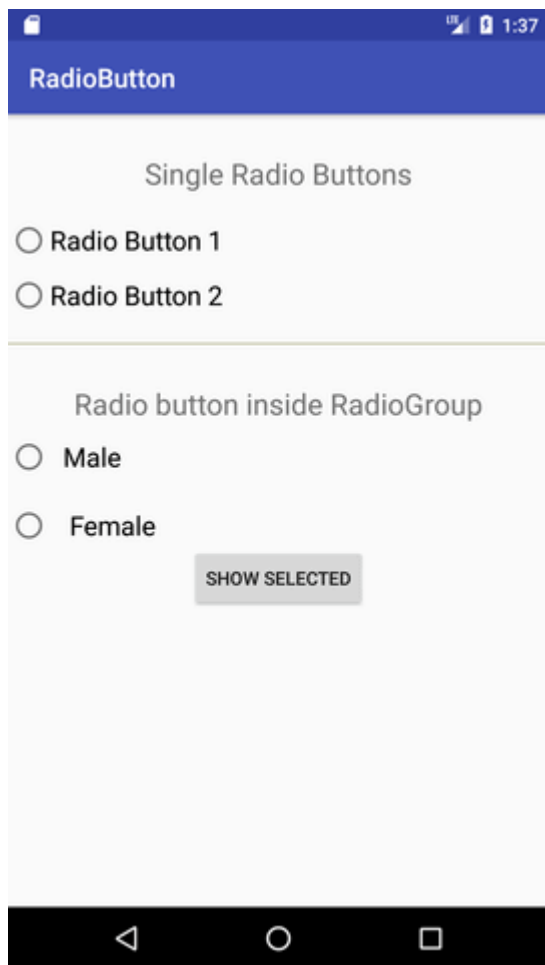 LTE 1:37
RadioButton
Single Radio Buttons
Radio Button 1
Radio Button 2
Radio button inside RadioGroup
Male
Female
SHOW SELECTED